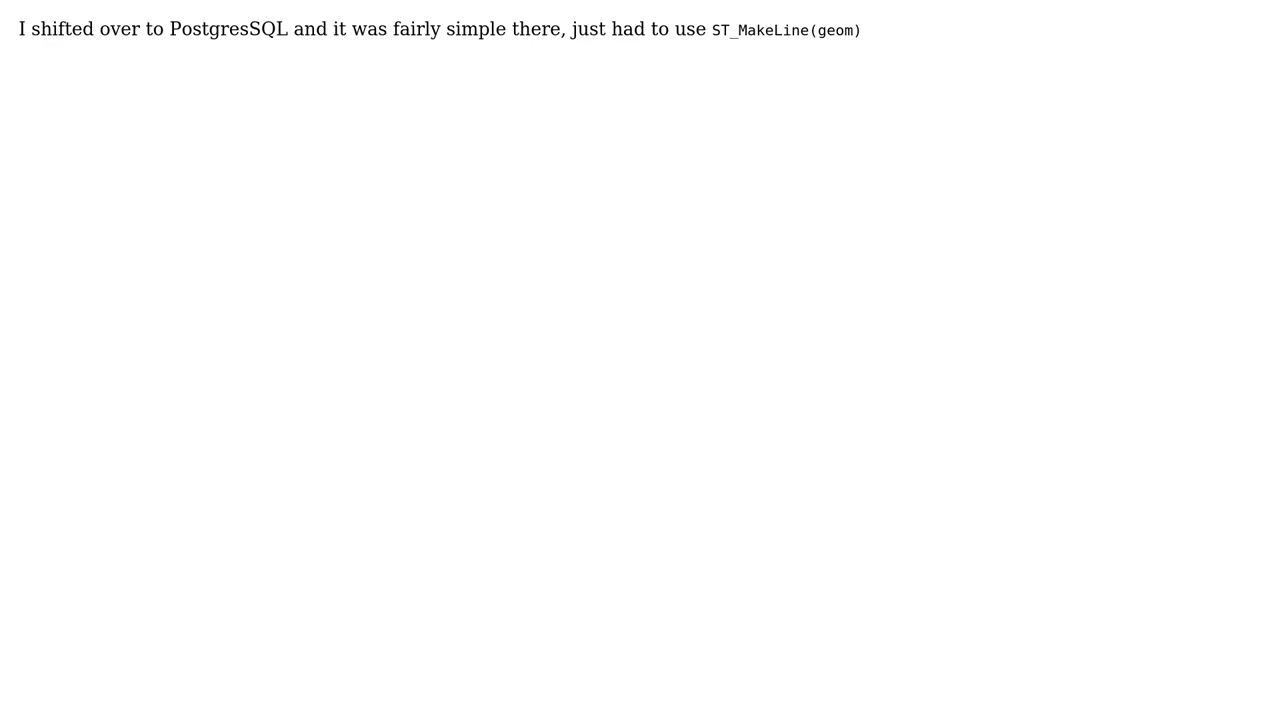 I shifted over to PostgresSQL and it was fairly simple there, just had to use ST_MakeLine(geom)